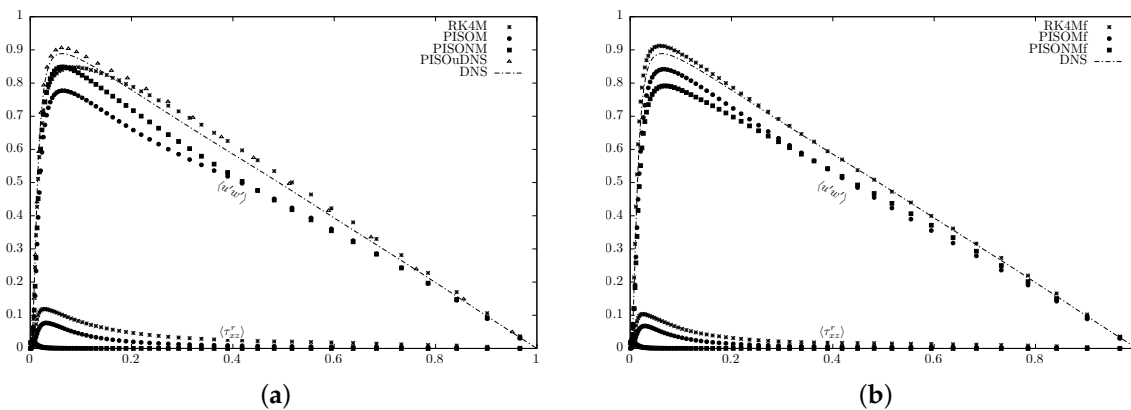 1
0.9
0.8
0.7
0.6
0.5
0.4
0.3
0.2
0.1
0
0 0.2 0.4 0.6 0.8 1
RK4M
PISOM
PISONM
PISOuDNS
DNS
⟨u′w′⟩
⟨τ^r_xz⟩
(a)
1
0.9
0.8
0.7
0.6
0.5
0.4
0.3
0.2
0.1
0
0 0.2 0.4 0.6 0.8
RK4Mf
PISOMf
PISONMf
DNS
⟨u′w′⟩
⟨τ^r_xz⟩
(b)